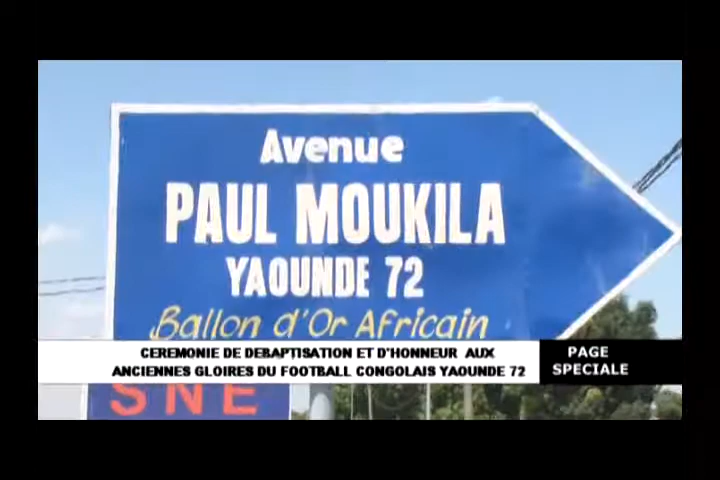 Avenue
PAUL MOUKILA
YAOUNDE 72
Ballon d'Or Africain
CEREMONIE DE DEBAPTISATION ET D'HONNEUR AUX
ANCIENNES GLOIRES DU FOOTBALL CONGOLAIS YAOUNDE 72
PAGE
SPECIALE
SNE